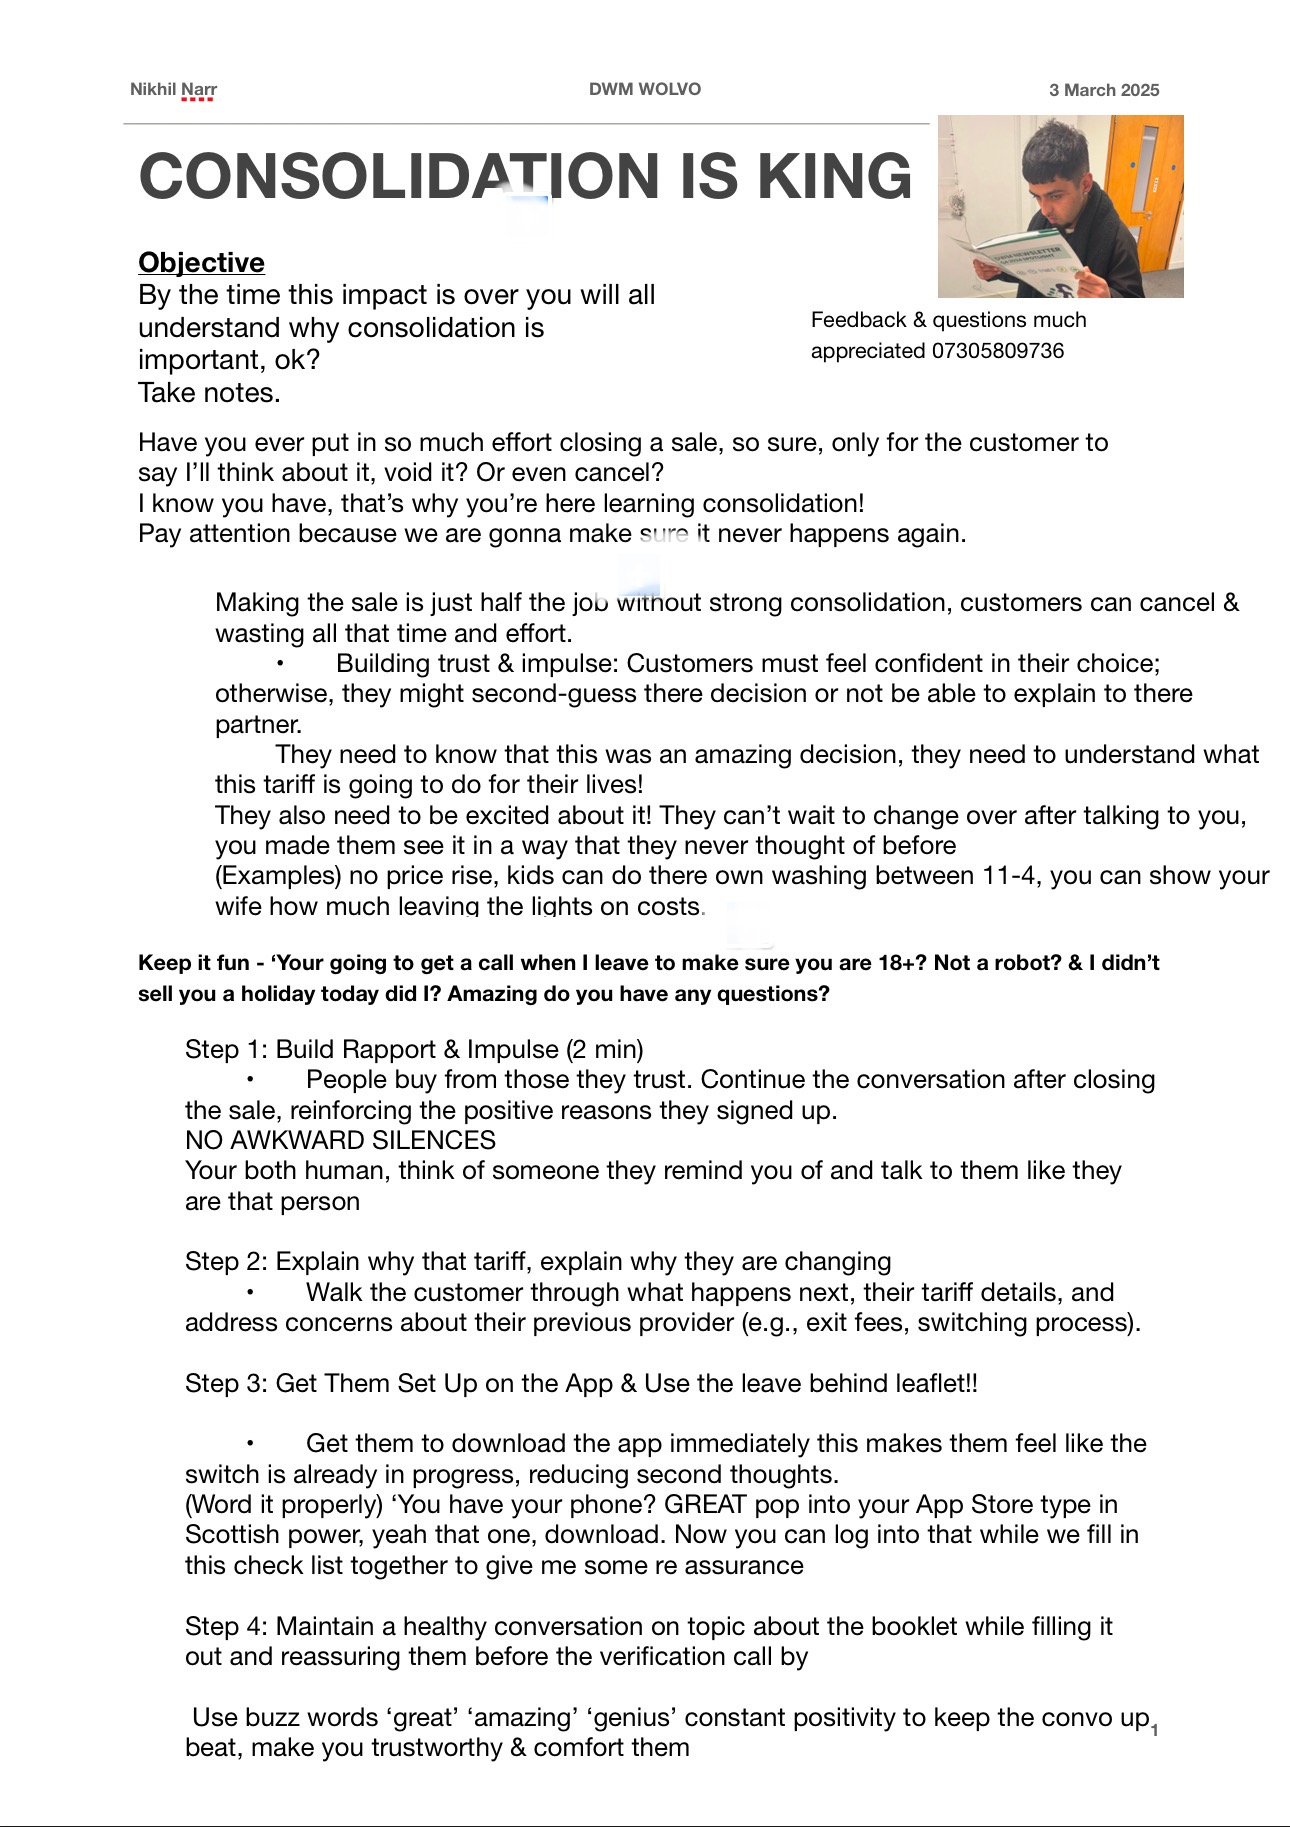 Nikhil Narr DWM WOLVO 3 March 2025
CONSOLIDATION IS KING
DWM NEWSLETTER
Objective
By the time this impact is over you will all
understand why consolidation is
important, ok?
Take notes.
Feedback & questions much
appreciated 07305809736
Have you ever put in so much effort closing a sale, so sure, only for the customer to
say I’ll think about it, void it? Or even cancel?
I know you have, that’s why you’re here learning consolidation!
Pay attention because we are gonna make sure it never happens again.
Making the sale is just half the job without strong consolidation, customers can cancel &
wasting all that time and effort.
• Building trust & impulse: Customers must feel confident in their choice;
otherwise, they might second-guess there decision or not be able to explain to there
partner.
They need to know that this was an amazing decision, they need to understand what
this tariff is going to do for their lives!
They also need to be excited about it! They can’t wait to change over after talking to you,
you made them see it in a way that they never thought of before
(Examples) no price rise, kids can do there own washing between 11-4, you can show your
wife how much leaving the lights on costs.
Keep it fun - ‘Your going to get a call when I leave to make sure you are 18+? Not a robot? & I didn’t
sell you a holiday today did I? Amazing do you have any questions?
Step 1: Build Rapport & Impulse (2 min)
• People buy from those they trust. Continue the conversation after closing
the sale, reinforcing the positive reasons they signed up.
NO AWKWARD SILENCES
Your both human, think of someone they remind you of and talk to them like they
are that person
Step 2: Explain why that tariff, explain why they are changing
• Walk the customer through what happens next, their tariff details, and
address concerns about their previous provider (e.g., exit fees, switching process).
Step 3: Get Them Set Up on the App & Use the leave behind leaflet!!
• Get them to download the app immediately this makes them feel like the
switch is already in progress, reducing second thoughts.
(Word it properly) ‘You have your phone? GREAT pop into your App Store type in
Scottish power, yeah that one, download. Now you can log into that while we fill in
this check list together to give me some re assurance
Step 4: Maintain a healthy conversation on topic about the booklet while filling it
out and reassuring them before the verification call by
Use buzz words ‘great’ ‘amazing’ ‘genius’ constant positivity to keep the convo up
beat, make you trustworthy & comfort them
1